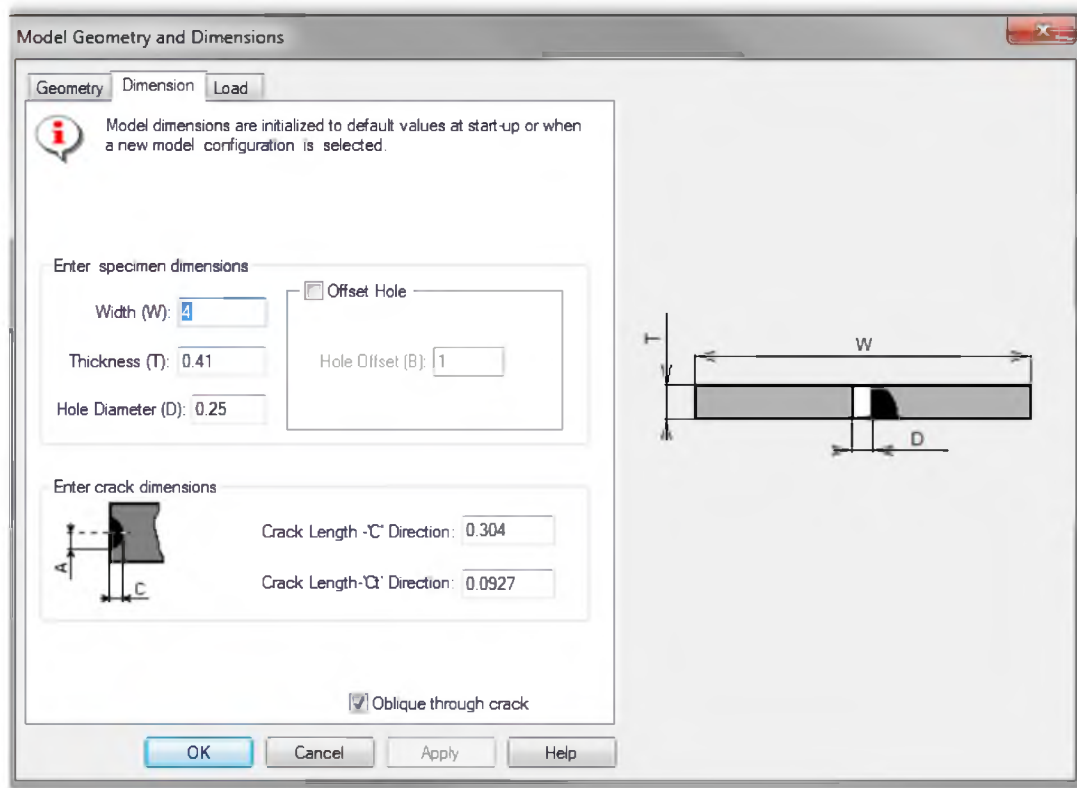 Model Geometry and Dimensions
Geometry Dimension Load
Model dimensions are initialized to default values at start-up or when
a new model configuration is selected.
Enter specimen dimensions
Width (W): 4
Thickness (T): 0.41
Hole Diameter (D): 0.25
Offset Hole
Hole Offset (B): 1
T
W
D
Enter crack dimensions
A
C
Crack Length -'C' Direction: 0.304
Crack Length- Direction: 0.0927
Oblique through crack
OK Cancel Apply Help